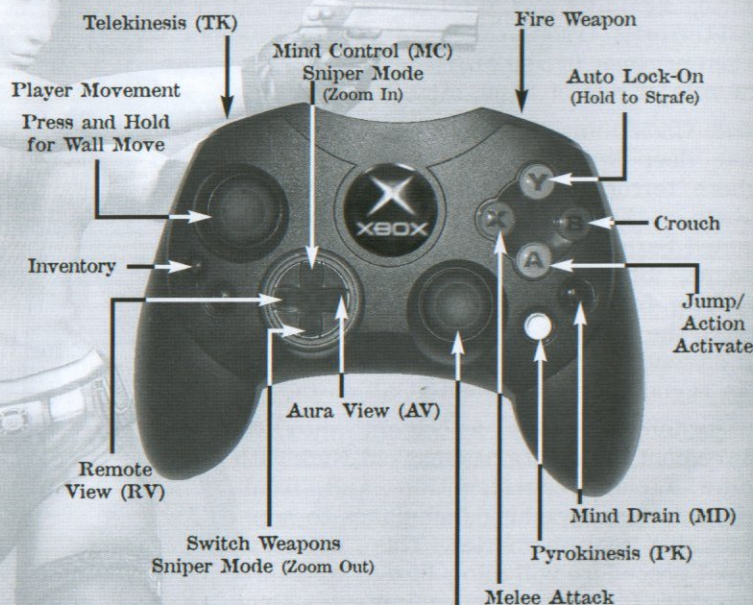 Telekinesis (TK)
Fire Weapon
Mind Control (MC)
Sniper Mode
(Zoom In)
Auto Lock-On
(Hold to Strafe)
Player Movement
Press and Hold
for Wall Move
Y
X
B
A
XBOX
Crouch
Inventory
Jump/
Action
Activate
Aura View (AV)
Remote
View (RV)
Mind Drain (MD)
Switch Weapons
Sniper Mode (Zoom Out)
Pyrokinesis (PK)
Melee Attack